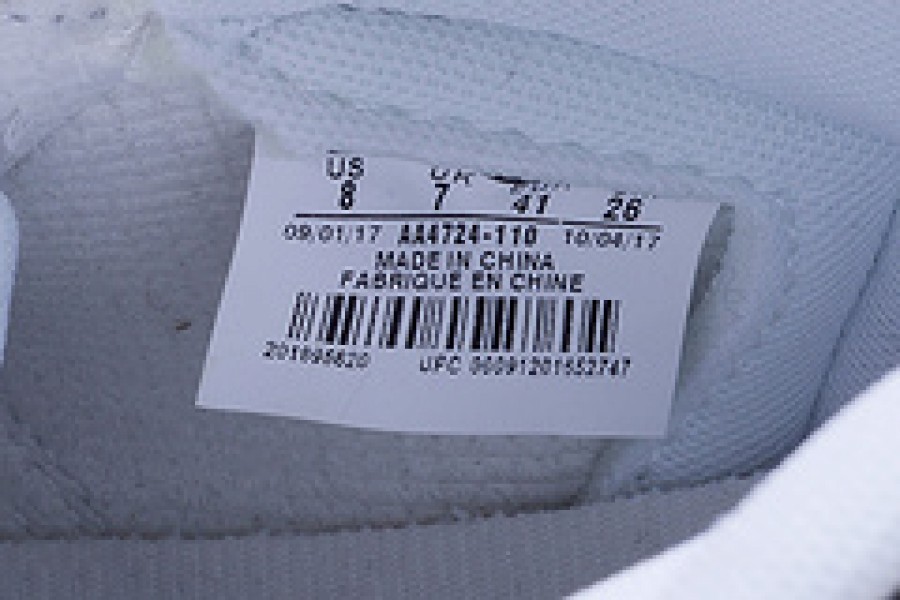 US UK
8 7 41 26
09/01/17 AA4724-110 10/04/17
MADE IN CHINA
FABRIQUE EN CHINE